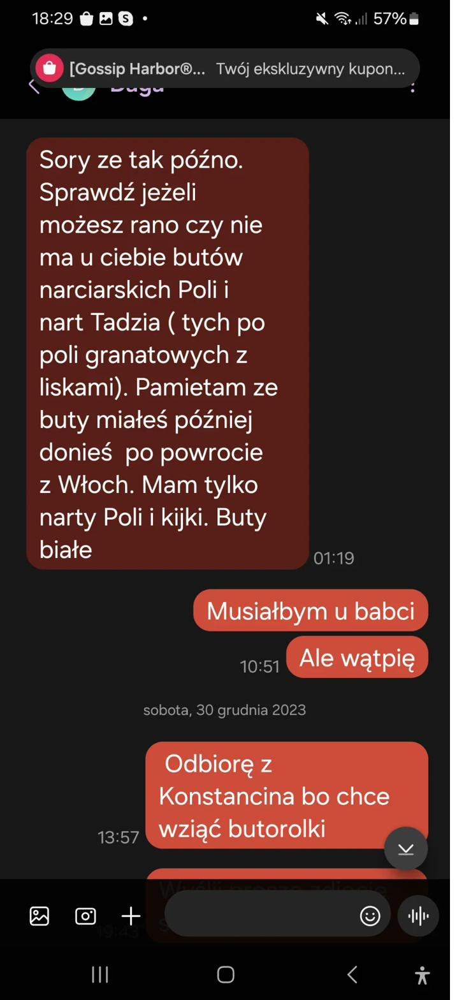 18:29 57%
[Gossip Harbor®... Twój ekskluzywny kupon...
Sory ze tak późno.
Sprawdź jeżeli
możesz rano czy nie
ma u ciebie butów
narciarskich Poli i
nart Tadzia ( tych po
poli granatowych z
liskami). Pamietam ze
buty miałeś później
donieś  po powrocie
z Włoch. Mam tylko
narty Poli i kijki. Buty
białe
01:19
Musiałbym u babci
Ale wątpię
10:51
sobota, 30 grudnia 2023
Odbiorę z
Konstancina bo chce
wziąć butorolki
13:57
Wyślij proszę zdjęcie
19:43